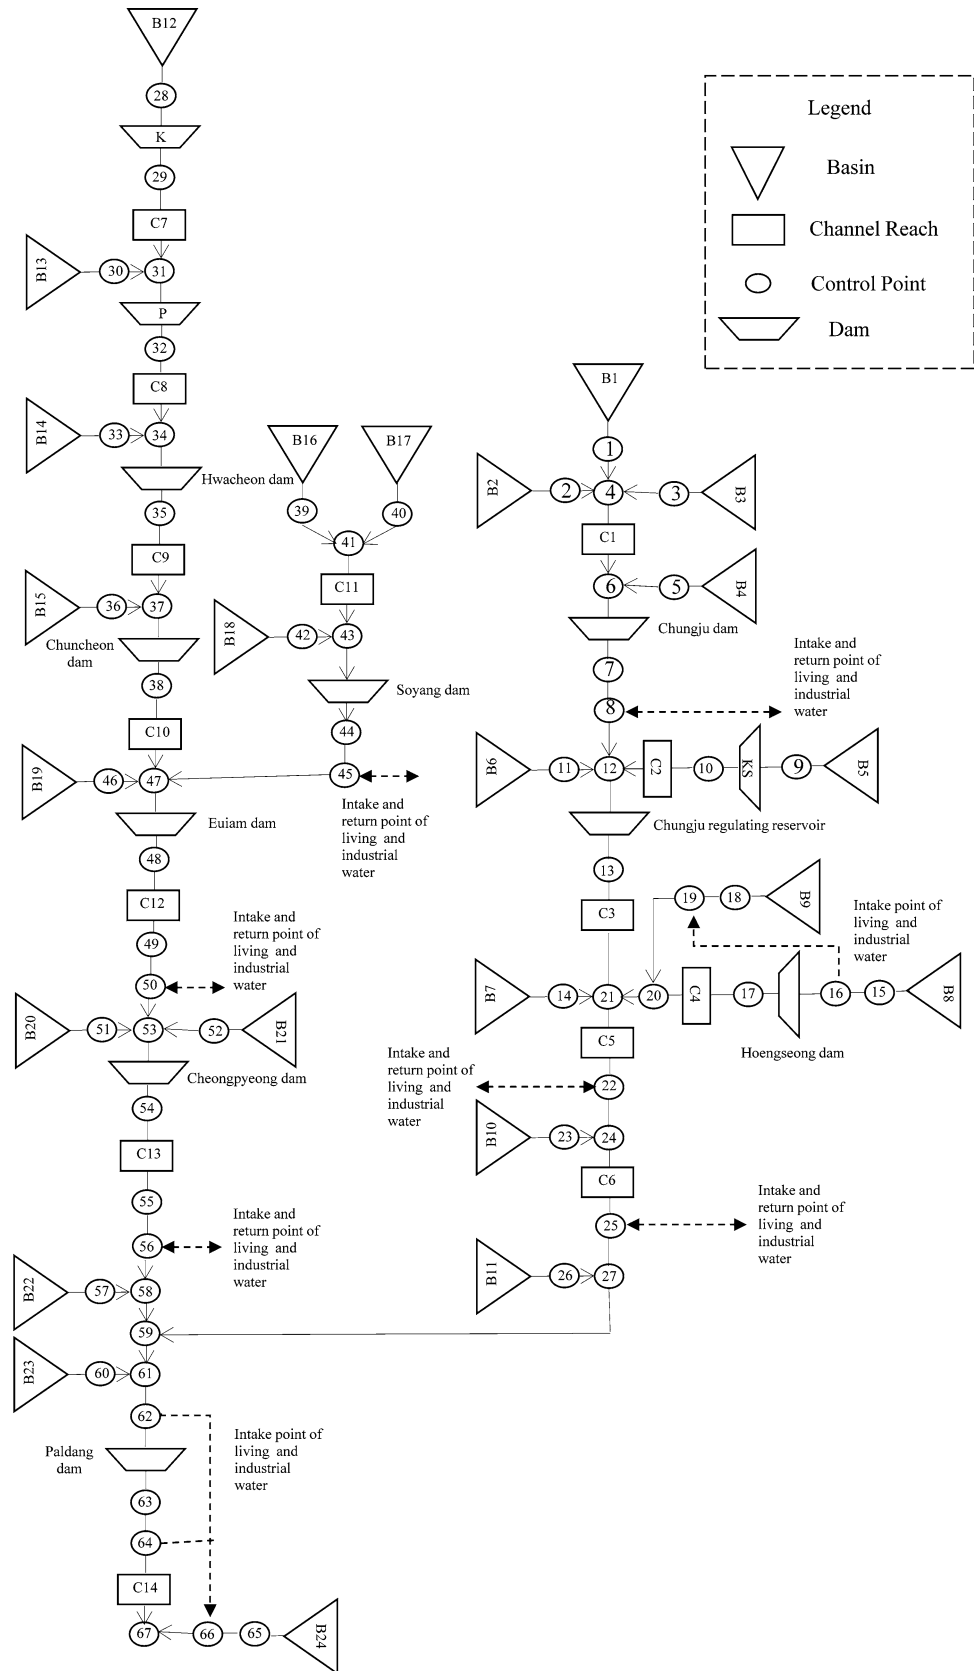 B12
28
K
29
C7
B13
30
31
P
32
C8
B14
33
34
Hwacheon dam
35
C9
B15
36
37
Chuncheon
dam
38
C10
B19
46
47
Euiam dam
48
C12
49
50
Intake and
return point of
living and
industrial
water
B20
51
53
52
B21
Cheongpyeong dam
54
C13
55
56
Intake and
return point of
living and
industrial
water
B22
57
58
59
B23
60
61
62
Intake point of
living and
industrial
water
Paldang
dam
63
64
C14
67
66
65
B24
B16
B17
39
40
41
C11
B18
42
43
Soyang dam
44
45
Intake and
return point of
living and
industrial
water
Legend
Basin
Channel Reach
Control Point
Dam
B1
1
B2
2
4
3
B3
C1
6
5
B4
Chungju dam
7
8
Intake and
return point of
living and
industrial
water
B6
11
12
C2
10
KS
9
B5
Chungju regulating reservoir
13
C3
19
18
B9
Intake point of
living and
industrial
water
B7
14
21
20
C4
17
16
15
B8
Hoengseong dam
C5
Intake and
return point of
living and
industrial
water
22
B10
23
24
C6
25
Intake and
return point of
living and
industrial
water
B11
26
27